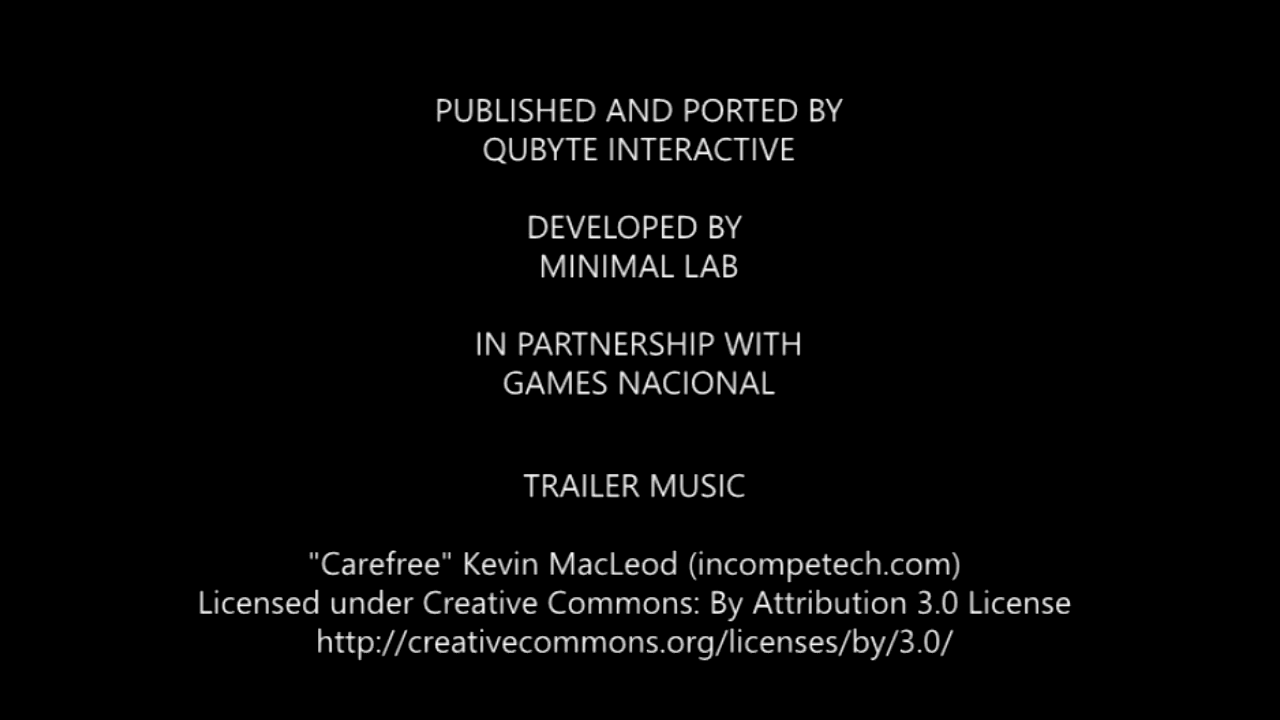 PUBLISHED AND PORTED BY
QUBYTE INTERACTIVE
DEVELOPED BY
MINIMAL LAB
IN PARTNERSHIP WITH
GAMES NACIONAL
TRAILER MUSIC
"Carefree" Kevin MacLeod (incompetech.com)
Licensed under Creative Commons: By Attribution 3.0 License
http://creativecommons.org/licenses/by/3.0/